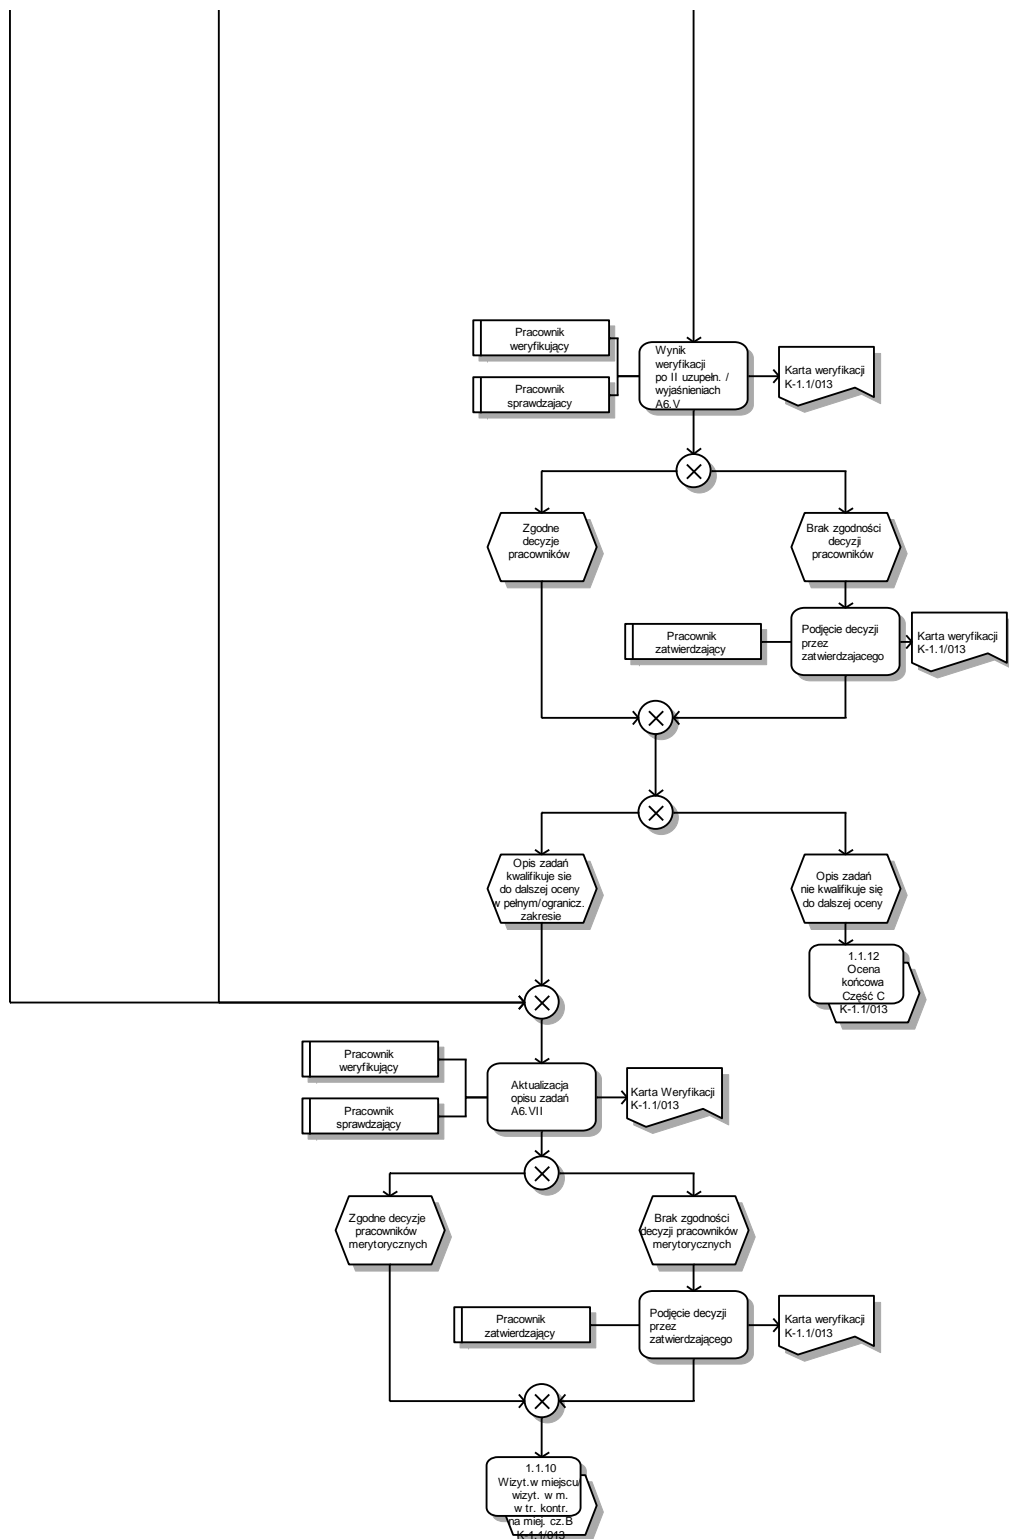 Pracownik
weryfikujący
Pracownik
sprawdzajacy
Wynik
weryfikacji
po II uzupełn. /
wyjaśnieniach
A6.V
Karta weryfikacji
K-1.1/013
Zgodne
decyzje
pracowników
Brak zgodności
decyzji
pracowników
Pracownik
zatwierdzający
Podjęcie decyzji
przez
zatwierdzajacego
Karta weryfikacji
K-1.1/013
Opis zadań
kwalifikuje sie
do dalszej oceny
w pełnym/ogranicz.
zakresie
Opis zadań
nie kwalifikuje się
do dalszej oceny
1.1.12
Ocena
końcowa
Część C
K-1.1/013
Pracownik
weryfikujący
Pracownik
sprawdzający
Aktualizacja
opisu zadań
A6.VII
Karta Weryfikacji
K-1.1/013
Zgodne decyzje
pracowników
merytorycznych
Brak zgodności
decyzji pracowników
merytorycznych
Pracownik
zatwierdzający
Podjęcie decyzji
przez
zatwierdzającego
Karta weryfikacji
K-1.1/013
1.1.10
Wizyt.w miejscu/
wizyt. w m.
w tr. kontr.
na miej. cz.B
K-1.1/013